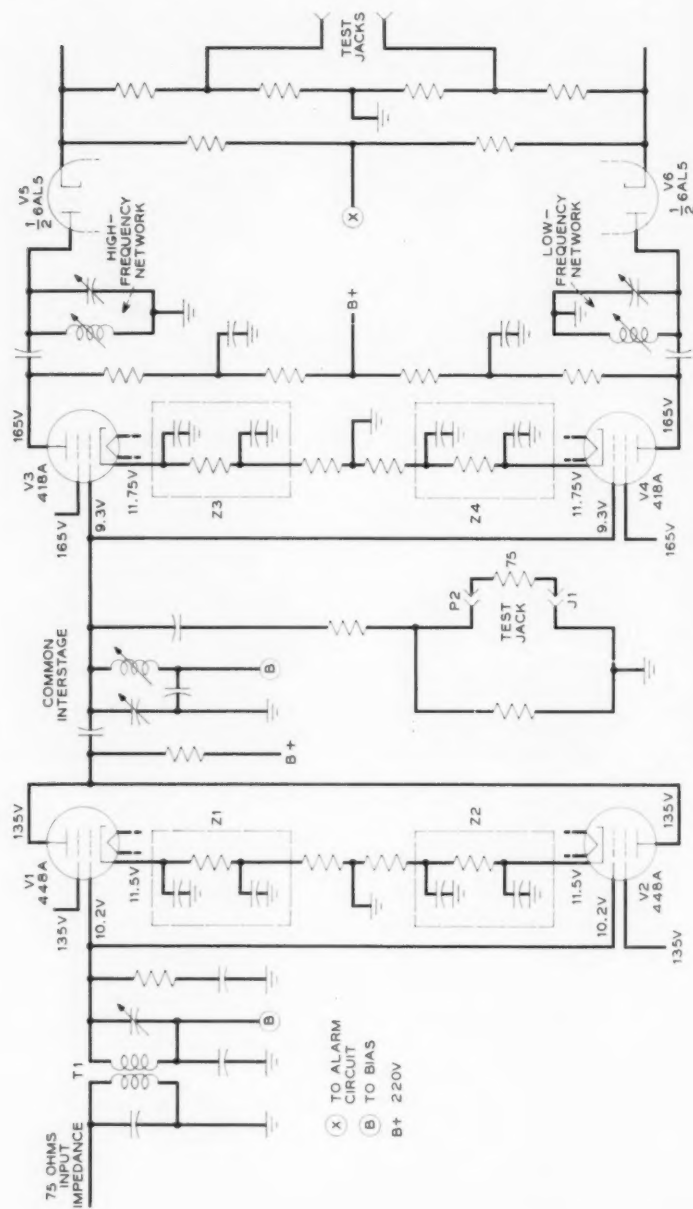 75 OHMS
INPUT
IMPEDANCE
T1
V1
448A
135V
135V
10.2V
11.5V
Z1
Z2
11.5V
10.2V
V2
448A
135V
135V
B
X TO ALARM
CIRCUIT
B TO BIAS
B+ 220V
COMMON
INTERSTAGE
B+
B
P2
75
TEST
JACK
J1
V3
418A
165V
165V
9.3V
11.75V
Z3
Z4
11.75V
9.3V
V4
418A
165V
165V
B+
HIGH-
FREQUENCY
NETWORK
LOW-
FREQUENCY
NETWORK
V5
½ 6AL5
V6
½ 6AL5
X
TEST
JACKS